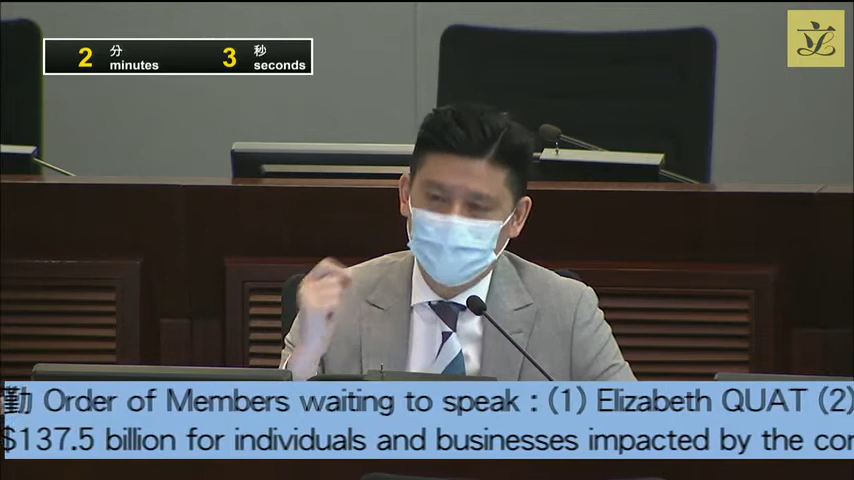 2 分 minutes 3 秒 seconds
勤 Order of Members waiting to speak : (1) Elizabeth QUAT (2)
$137.5 billion for individuals and businesses impacted by the cor